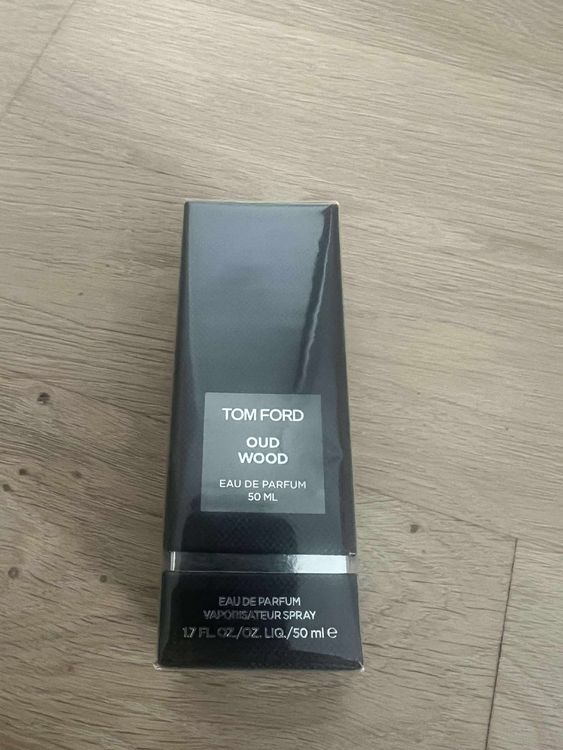 TOM FORD
OUD
WOOD
EAU DE PARFUM
50 ML
EAU DE PARFUM
VAPORISATEUR SPRAY
1.7 FL. OZ./OZ. LIQ./50 ml e